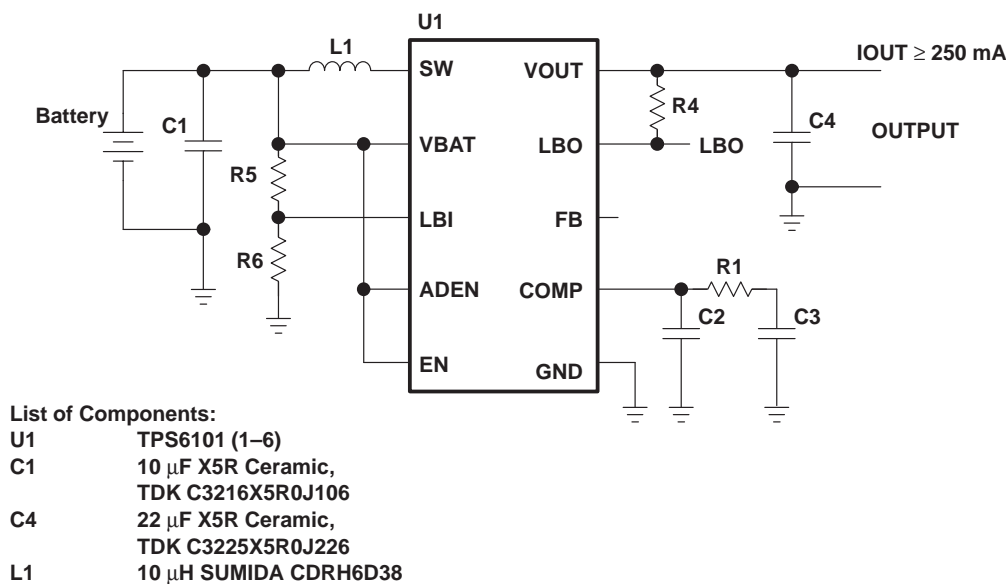 U1
L1
SW
VOUT
IOUT ≥ 250 mA
R4
Battery
C1
C4
OUTPUT
VBAT
LBO
LBO
R5
LBI
FB
R6
R1
ADEN
COMP
C2
C3
EN
GND
List of Components:
U1 TPS6101 (1–6)
C1 10 μF X5R Ceramic,
TDK C3216X5R0J106
C4 22 μF X5R Ceramic,
TDK C3225X5R0J226
L1 10 μH SUMIDA CDRH6D38